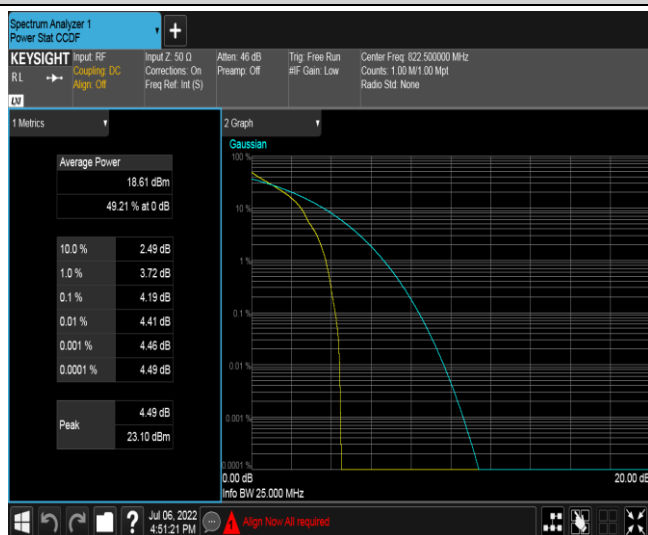 Spectrum Analyzer 1
Power Stat CCDF
+
KEYSIGHT
RL
LXI
Input: RF
Coupling: DC
Align: Off
Input Z: 50 Ω
Corrections: On
Freq Ref: Int (S)
Atten: 46 dB
Preamp: Off
Trig: Free Run
#IF Gain: Low
Center Freq: 822.500000 MHz
Counts: 1.00 M/1.00 Mpt
Radio Std: None
1 Metrics
Average Power
18.61 dBm
49.21 % at 0 dB
10.0 % 2.49 dB
1.0 % 3.72 dB
0.1 % 4.19 dB
0.01 % 4.41 dB
0.001 % 4.46 dB
0.0001 % 4.49 dB
Peak
4.49 dB
23.10 dBm
2 Graph
Gaussian
100 %
10 %
1 %
0.1 %
0.01 %
0.001 %
0.0001 %
0.00 dB
20.00 dB
Info BW 25.000 MHz
?
Jul 06, 2022
4:51:21 PM
Align Now All required